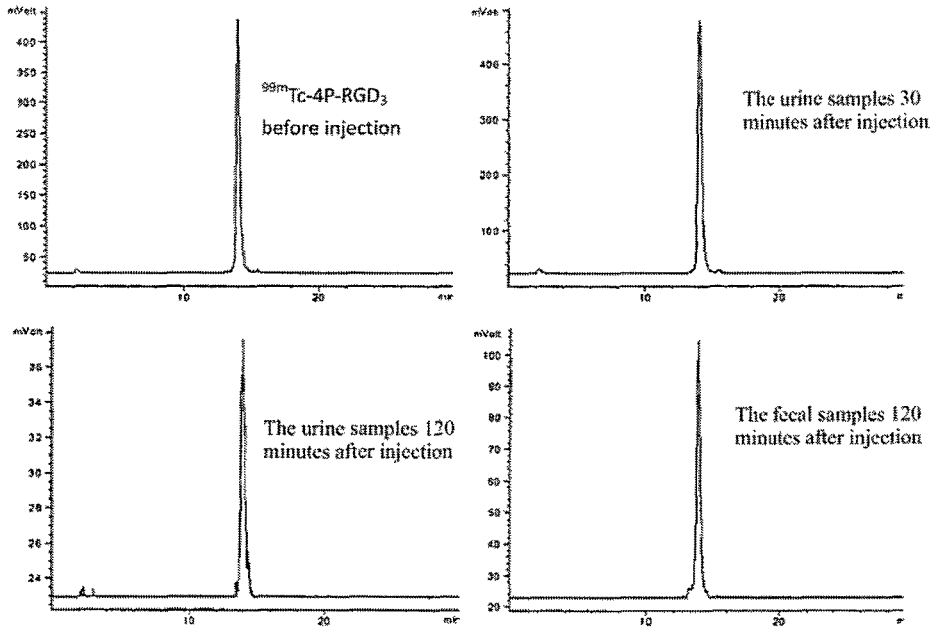 mVolt
400
350
300
250
200
150
100
50
10
20
99mTc-4P-RGD3
before injection
mVolt
400
300
100
10
20
The urine samples 30
minutes after injection
mVolt
36
34
32
30
28
26
24
10
20
The urine samples 120
minutes after injection
mVolt
100
90
80
70
60
50
40
30
20
10
20
The fecal samples 120
minutes after injection